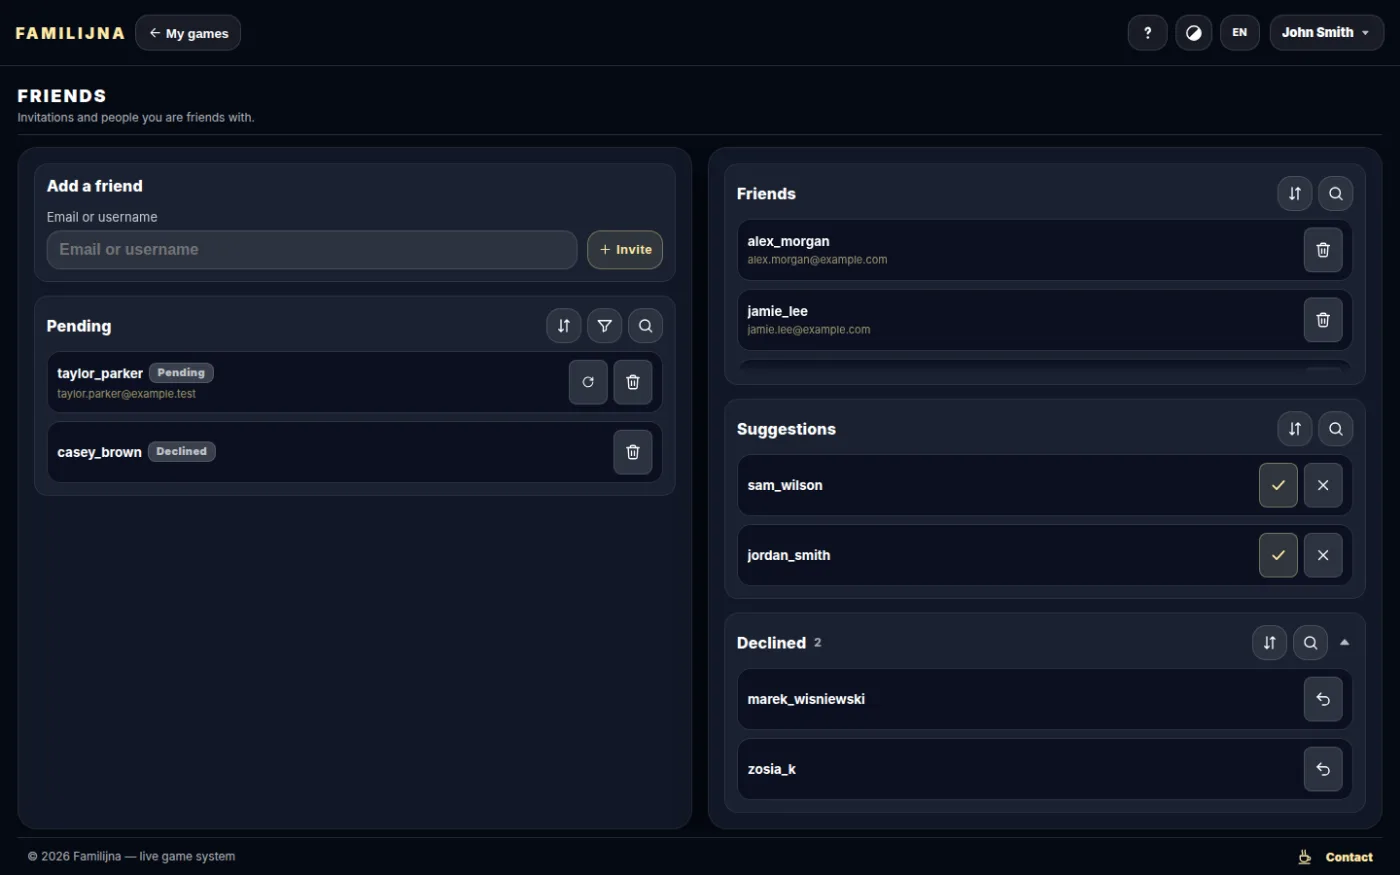 FAMILIJNA
← My games
?
EN
John Smith
FRIENDS
Invitations and people you are friends with.
Add a friend
Email or username
Email or username
+ Invite
Pending
taylor_parker Pending
taylor.parker@example.test
casey_brown Declined
Friends
alex_morgan
alex.morgan@example.com
jamie_lee
jamie.lee@example.com
Suggestions
sam_wilson
jordan_smith
Declined 2
marek_wisniewski
zosia_k
© 2026 Familijna — live game system
Contact